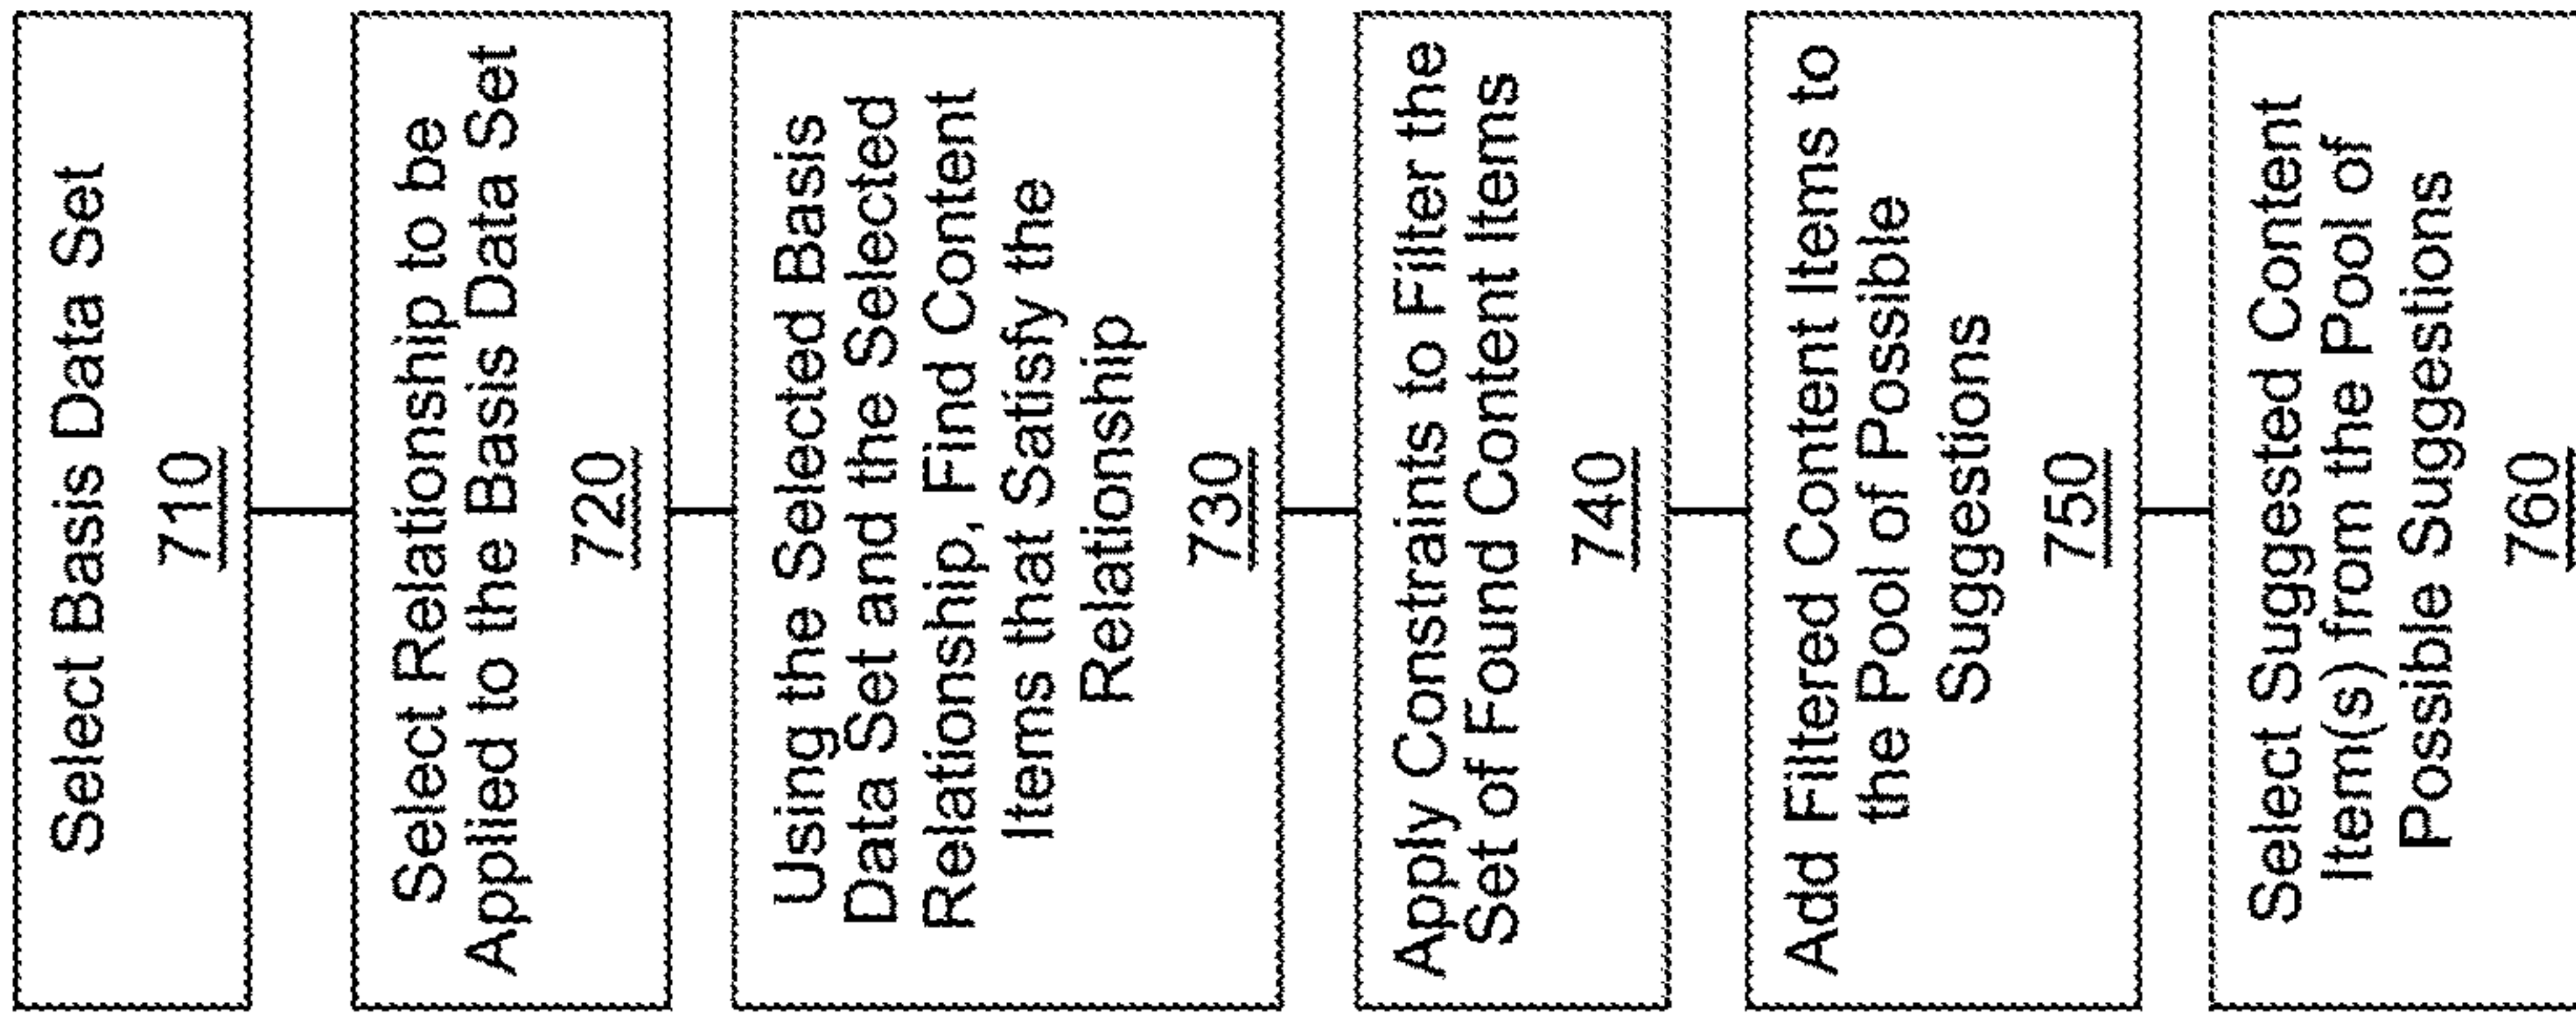 Select Basis Data Set
710
Select Relationship to be
Applied to the Basis Data Set
720
Using the Selected Basis
Data Set and the Selected
Relationship, Find Content
Items that Satisfy the
Relationship
730
Apply Constraints to Filter the
Set of Found Content Items
740
Add Filtered Content Items to
the Pool of Possible
Suggestions
750
Select Suggested Content
Item(s) from the Pool of
Possible Suggestions
760